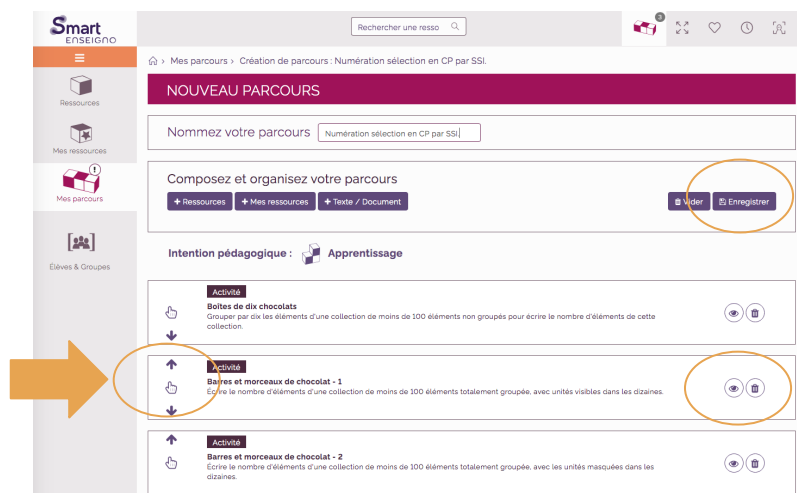 Smart
ENSEIGNO
Rechercher une resso
3
Mes parcours > Création de parcours : Numération sélection en CP par SSI.
Ressources
Mes ressources
!
Mes parcours
Élèves & Groupes
NOUVEAU PARCOURS
Nommez votre parcours Numération sélection en CP par SSI.
Composez et organisez votre parcours
+ Ressources + Mes ressources + Texte / Document Vider Enregistrer
Intention pédagogique : Apprentissage
Activité
Boîtes de dix chocolats
Grouper par dix les éléments d'une collection de moins de 100 éléments non groupés pour écrire le nombre d'éléments de cette
collection.
Activité
Barres et morceaux de chocolat - 1
Écrire le nombre d'éléments d'une collection de moins de 100 éléments totalement groupée, avec unités visibles dans les dizaines.
Activité
Barres et morceaux de chocolat - 2
Écrire le nombre d'éléments d'une collection de moins de 100 éléments totalement groupée, avec les unités masquées dans les
dizaines.